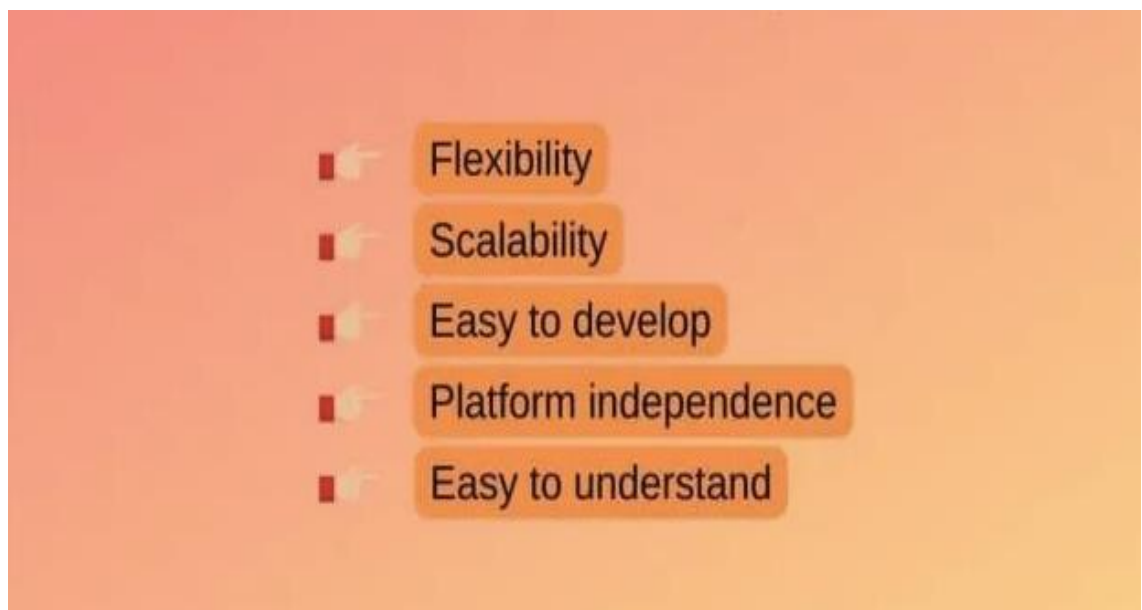 Flexibility
Scalability
Easy to develop
Platform independence
Easy to understand